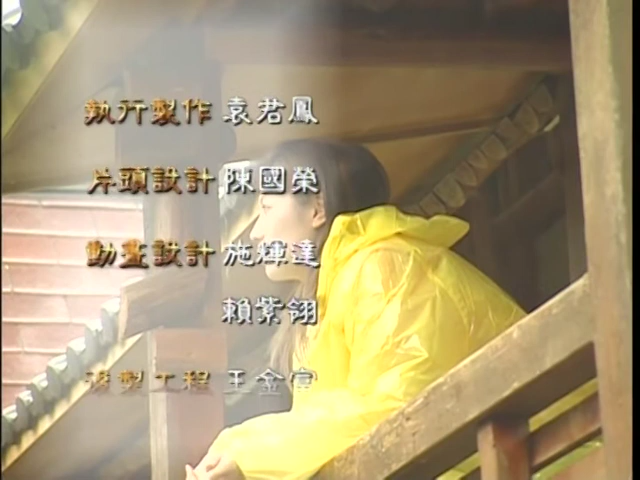 執行製作 袁君鳳
片頭設計 陳國榮
動畫設計 施輝達
賴紫翎
工程 王金